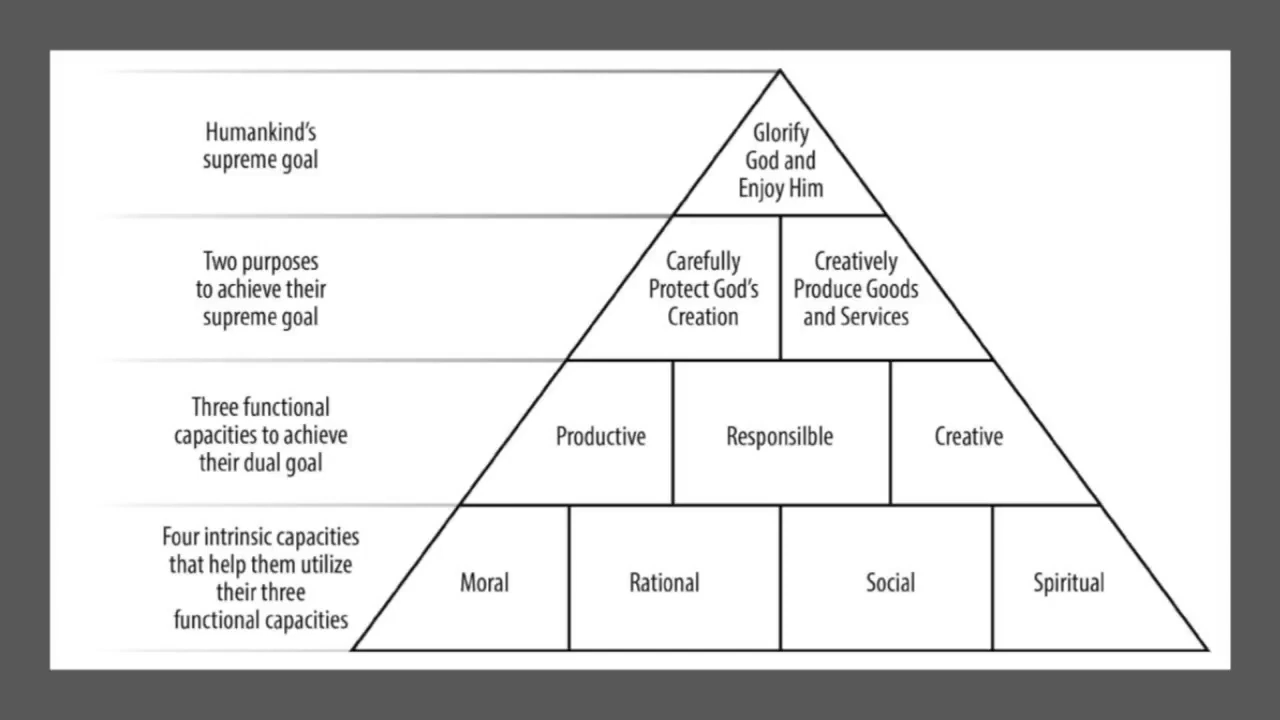 Humankind's
supreme goal
Glorify
God and
Enjoy Him
Two purposes
to achieve their
supreme goal
Carefully
Protect God's
Creation
Creatively
Produce Goods
and Services
Three functional
capacities to achieve
their dual goal
Productive
Responsilble
Creative
Four intrinsic capacities
that help them utilize
their three
functional capacities
Moral
Rational
Social
Spiritual